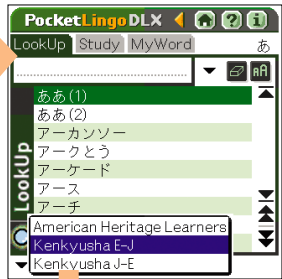 PocketLingo DLX ? i
LookUp Study MyWord あ
AA
ああ(1)
ああ(2)
アーカンソー
アークとう
アーケード
アース
アーチ
LookUp
American Heritage Learners
Kenkyusha E-J
Kenkyusha J-E